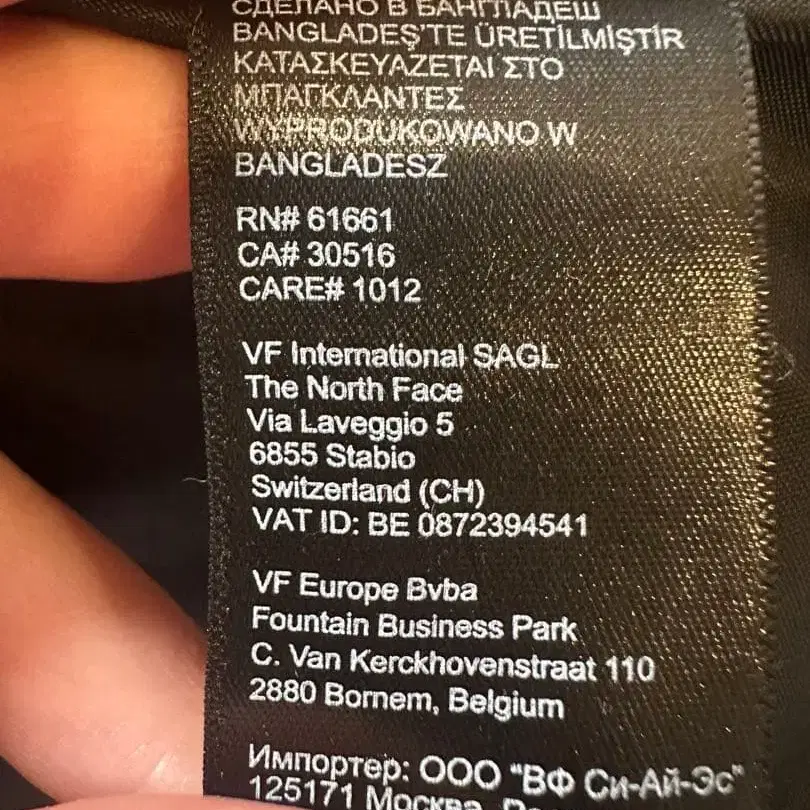 СДЕЛАНО В БАНГЛАДЕШ
BANGLADEŞ'TE ÜRETİLMİŞTİR
ΚΑΤΑΣΚΕΥΑΖΕΤΑΙ ΣΤΟ
ΜΠΑΓΚΛΑΝΤΕΣ
WYPRODUKOWANO W
BANGLADESZ
RN# 61661
CA# 30516
CARE# 1012
VF International SAGL
The North Face
Via Laveggio 5
6855 Stabio
Switzerland (CH)
VAT ID: BE 0872394541
VF Europe Bvba
Fountain Business Park
C. Van Kerckhovenstraat 110
2880 Bornem, Belgium
Импортер: ООО "ВФ Си-Ай-Эс"
125171 Москва,